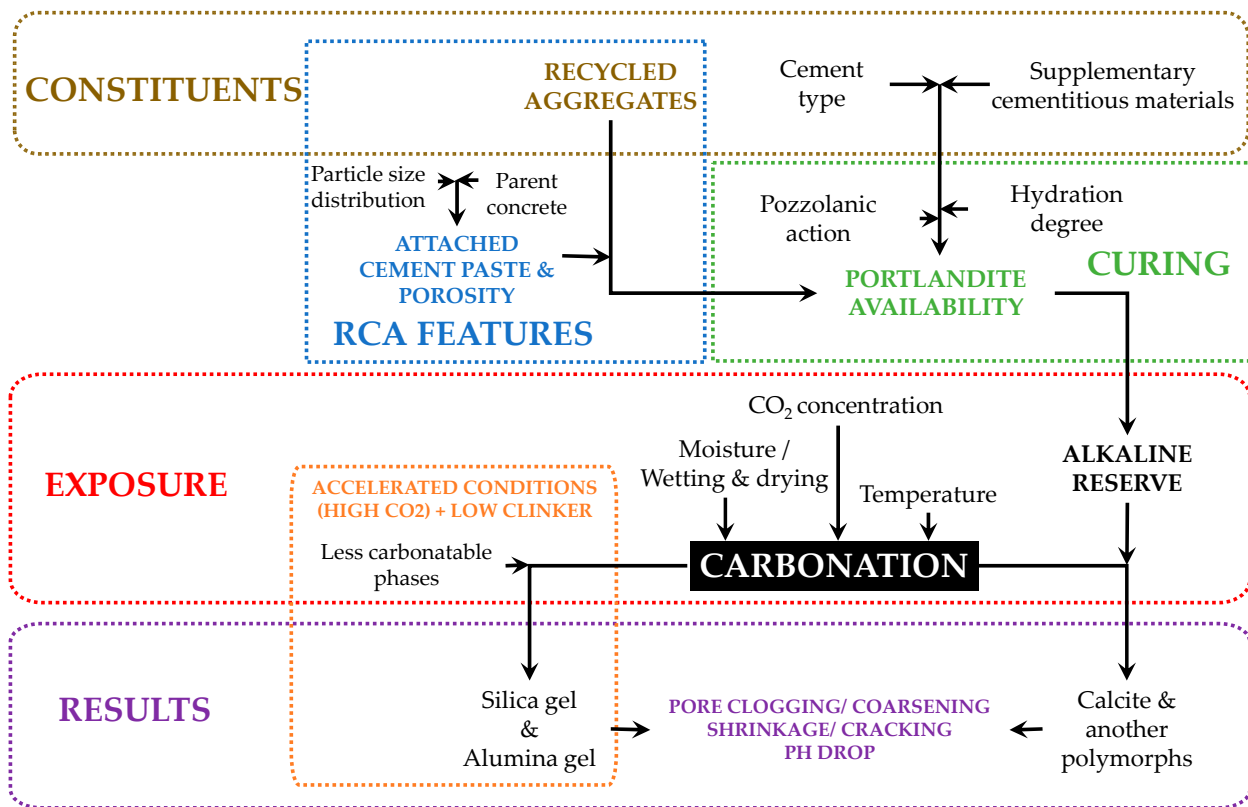 CONSTITUENTS
RECYCLED
AGGREGATES
Cement
type
Supplementary
cementitious materials
Particle size
distribution
Parent
concrete
Pozzolanic
action
Hydration
degree
ATTACHED
CEMENT PASTE &
POROSITY
RCA FEATURES
PORTLANDITE
AVAILABILITY
CURING
EXPOSURE
CO₂ concentration
Moisture /
Wetting & drying
Temperature
ALKALINE
RESERVE
ACCELERATED CONDITIONS
(HIGH CO2) + LOW CLINKER
Less carbonatable
phases
CARBONATION
RESULTS
Silica gel
&
Alumina gel
PORE CLOGGING/ COARSENING
SHRINKAGE/ CRACKING
PH DROP
Calcite &
another
polymorphs